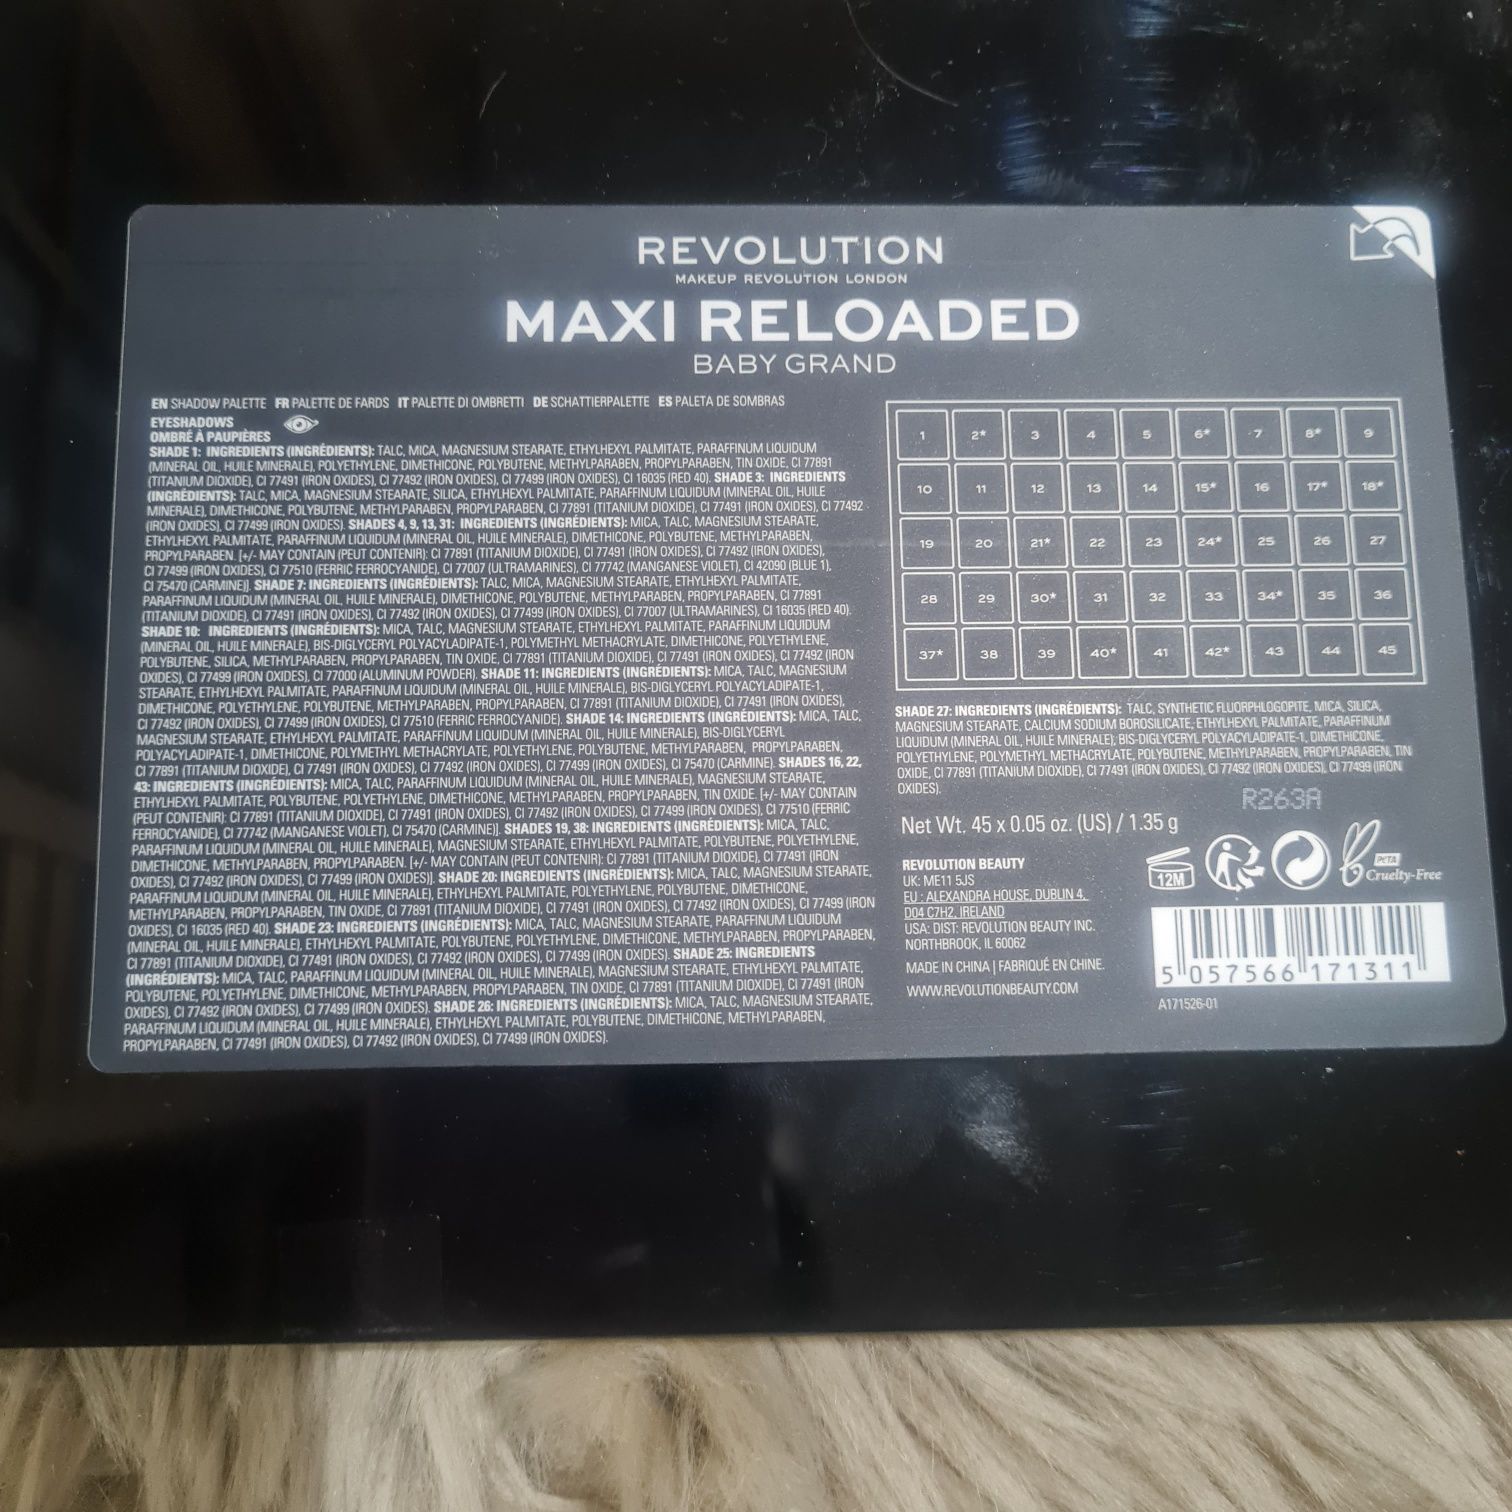 REVOLUTION
MAKEUP REVOLUTION LONDON
MAXI RELOADED
BABY GRAND
EN SHADOW PALETTE FR PALETTE DE FARDS IT PALETTE DI OMBRETTI DE SCHATTIERPALETTE ES PALETA DE SOMBRAS
EYESHADOWS
OMBRÉ À PAUPIÈRES
SHADE 1: INGREDIENTS (INGRÉDIENTS): TALC, MICA, MAGNESIUM STEARATE, ETHYLHEXYL PALMITATE, PARAFFINUM LIQUIDUM
(MINERAL OIL, HUILE MINERALE), POLYETHYLENE, DIMETHICONE, POLYBUTENE, METHYLPARABEN, PROPYLPARABEN, TIN OXIDE, CI 77891
(TITANIUM DIOXIDE), CI 77491 (IRON OXIDES), CI 77492 (IRON OXIDES), CI 77499 (IRON OXIDES), CI 16035 (RED 40). SHADE 3: INGREDIENTS
(INGRÉDIENTS): TALC, MICA, MAGNESIUM STEARATE, SILICA, ETHYLHEXYL PALMITATE, PARAFFINUM LIQUIDUM (MINERAL OIL, HUILE
MINERALE), DIMETHICONE, POLYBUTENE, METHYLPARABEN, PROPYLPARABEN, CI 77891 (TITANIUM DIOXIDE), CI 77491 (IRON OXIDES), CI 77492
(IRON OXIDES), CI 77499 (IRON OXIDES). SHADES 4, 9, 13, 31: INGREDIENTS (INGRÉDIENTS): MICA, TALC, MAGNESIUM STEARATE,
ETHYLHEXYL PALMITATE, PARAFFINUM LIQUIDUM (MINERAL OIL, HUILE MINERALE), DIMETHICONE, POLYBUTENE, METHYLPARABEN,
PROPYLPARABEN. [+/- MAY CONTAIN (PEUT CONTENIR): CI 77891 (TITANIUM DIOXIDE), CI 77491 (IRON OXIDES), CI 77492 (IRON OXIDES),
CI 77499 (IRON OXIDES), CI 77510 (FERRIC FERROCYANIDE), CI 77007 (ULTRAMARINES), CI 77742 (MANGANESE VIOLET), CI 42090 (BLUE 1),
CI 75470 (CARMINE)]. SHADE 7: INGREDIENTS (INGRÉDIENTS): TALC, MICA, MAGNESIUM STEARATE, ETHYLHEXYL PALMITATE,
PARAFFINUM LIQUIDUM (MINERAL OIL, HUILE MINERALE), DIMETHICONE, POLYBUTENE, METHYLPARABEN, PROPYLPARABEN, CI 77891
(TITANIUM DIOXIDE), CI 77491 (IRON OXIDES), CI 77492 (IRON OXIDES), CI 77499 (IRON OXIDES), CI 77007 (ULTRAMARINES), CI 16035 (RED 40).
SHADE 10: INGREDIENTS (INGRÉDIENTS): MICA, TALC, MAGNESIUM STEARATE, ETHYLHEXYL PALMITATE, PARAFFINUM LIQUIDUM
(MINERAL OIL, HUILE MINERALE), BIS-DIGLYCERYL POLYACYLADIPATE-1, POLYMETHYL METHACRYLATE, DIMETHICONE, POLYETHYLENE,
POLYBUTENE, SILICA, METHYLPARABEN, PROPYLPARABEN, TIN OXIDE, CI 77891 (TITANIUM DIOXIDE), CI 77491 (IRON OXIDES), CI 77492 (IRON
OXIDES), CI 77499 (IRON OXIDES), CI 77000 (ALUMINUM POWDER). SHADE 11: INGREDIENTS (INGRÉDIENTS): MICA, TALC, MAGNESIUM
STEARATE, ETHYLHEXYL PALMITATE, PARAFFINUM LIQUIDUM (MINERAL OIL, HUILE MINERALE), BIS-DIGLYCERYL POLYACYLADIPATE-1,
DIMETHICONE, POLYETHYLENE, POLYBUTENE, METHYLPARABEN, PROPYLPARABEN, CI 77891 (TITANIUM DIOXIDE), CI 77491 (IRON OXIDES),
CI 77492 (IRON OXIDES), CI 77499 (IRON OXIDES), CI 77510 (FERRIC FERROCYANIDE). SHADE 14: INGREDIENTS (INGRÉDIENTS): MICA, TALC,
MAGNESIUM STEARATE, ETHYLHEXYL PALMITATE, PARAFFINUM LIQUIDUM (MINERAL OIL, HUILE MINERALE), BIS-DIGLYCERYL
POLYACYLADIPATE-1, DIMETHICONE, POLYMETHYL METHACRYLATE, POLYETHYLENE, POLYBUTENE, METHYLPARABEN, PROPYLPARABEN,
CI 77891 (TITANIUM DIOXIDE), CI 77491 (IRON OXIDES), CI 77492 (IRON OXIDES), CI 77499 (IRON OXIDES), CI 75470 (CARMINE). SHADES 16, 22,
43: INGREDIENTS (INGRÉDIENTS): MICA, TALC, PARAFFINUM LIQUIDUM (MINERAL OIL, HUILE MINERALE), MAGNESIUM STEARATE,
ETHYLHEXYL PALMITATE, POLYBUTENE, POLYETHYLENE, DIMETHICONE, METHYLPARABEN, PROPYLPARABEN, TIN OXIDE. [+/- MAY CONTAIN
(PEUT CONTENIR): CI 77891 (TITANIUM DIOXIDE), CI 77491 (IRON OXIDES), CI 77492 (IRON OXIDES), CI 77499 (IRON OXIDES), CI 77510 (FERRIC
FERROCYANIDE), CI 77742 (MANGANESE VIOLET), CI 75470 (CARMINE)]. SHADES 19, 38: INGREDIENTS (INGRÉDIENTS): MICA, TALC,
PARAFFINUM LIQUIDUM (MINERAL OIL, HUILE MINERALE), MAGNESIUM STEARATE, ETHYLHEXYL PALMITATE, POLYBUTENE, POLYETHYLENE,
DIMETHICONE, METHYLPARABEN, PROPYLPARABEN. [+/- MAY CONTAIN (PEUT CONTENIR): CI 77891 (TITANIUM DIOXIDE), CI 77491 (IRON
OXIDES), CI 77492 (IRON OXIDES), CI 77499 (IRON OXIDES)]. SHADE 20: INGREDIENTS (INGRÉDIENTS): MICA, TALC, MAGNESIUM STEARATE,
PARAFFINUM LIQUIDUM (MINERAL OIL, HUILE MINERALE), ETHYLHEXYL PALMITATE, POLYETHYLENE, POLYBUTENE, DIMETHICONE,
METHYLPARABEN, PROPYLPARABEN, TIN OXIDE, CI 77891 (TITANIUM DIOXIDE), CI 77491 (IRON OXIDES), CI 77492 (IRON OXIDES), CI 77499 (IRON
OXIDES), CI 16035 (RED 40). SHADE 23: INGREDIENTS (INGRÉDIENTS): MICA, TALC, MAGNESIUM STEARATE, PARAFFINUM LIQUIDUM
(MINERAL OIL, HUILE MINERALE), ETHYLHEXYL PALMITATE, POLYBUTENE, POLYETHYLENE, DIMETHICONE, METHYLPARABEN, PROPYLPARABEN,
CI 77891 (TITANIUM DIOXIDE), CI 77491 (IRON OXIDES), CI 77492 (IRON OXIDES), CI 77499 (IRON OXIDES). SHADE 25: INGREDIENTS
(INGRÉDIENTS): MICA, TALC, PARAFFINUM LIQUIDUM (MINERAL OIL, HUILE MINERALE), MAGNESIUM STEARATE, ETHYLHEXYL PALMITATE,
POLYBUTENE, POLYETHYLENE, DIMETHICONE, METHYLPARABEN, PROPYLPARABEN, TIN OXIDE, CI 77891 (TITANIUM DIOXIDE), CI 77491 (IRON
OXIDES), CI 77492 (IRON OXIDES), CI 77499 (IRON OXIDES). SHADE 26: INGREDIENTS (INGRÉDIENTS): MICA, TALC, MAGNESIUM STEARATE,
PARAFFINUM LIQUIDUM (MINERAL OIL, HUILE MINERALE), ETHYLHEXYL PALMITATE, POLYBUTENE, DIMETHICONE, METHYLPARABEN,
PROPYLPARABEN, CI 77491 (IRON OXIDES), CI 77492 (IRON OXIDES), CI 77499 (IRON OXIDES).
1 2* 3 4 5 6* 7 8* 9
10 11 12 13 14 15* 16 17* 18*
19 20 21* 22 23 24* 25 26 27
28 29 30* 31 32 33 34* 35 36
37* 38 39 40* 41 42* 43 44 45
SHADE 27: INGREDIENTS (INGRÉDIENTS): TALC, SYNTHETIC FLUORPHLOGOPITE, MICA, SILICA,
MAGNESIUM STEARATE, CALCIUM SODIUM BOROSILICATE, ETHYLHEXYL PALMITATE, PARAFFINUM
LIQUIDUM (MINERAL OIL, HUILE MINERALE), BIS-DIGLYCERYL POLYACYLADIPATE-1, DIMETHICONE,
POLYETHYLENE, POLYMETHYL METHACRYLATE, POLYBUTENE, METHYLPARABEN, PROPYLPARABEN, TIN
OXIDE, CI 77891 (TITANIUM DIOXIDE), CI 77491 (IRON OXIDES), CI 77492 (IRON OXIDES), CI 77499 (IRON
OXIDES).
R263A
Net Wt. 45 x 0.05 oz. (US) / 1.35 g
REVOLUTION BEAUTY
UK: ME11 5JS
EU : ALEXANDRA HOUSE, DUBLIN 4,
D04 C7H2, IRELAND
USA: DIST: REVOLUTION BEAUTY INC.
NORTHBROOK, IL 60062
MADE IN CHINA | FABRIQUÉ EN CHINE.
WWW.REVOLUTIONBEAUTY.COM
12M
PETA
Cruelty-Free
5 057566 171311
A171526-01